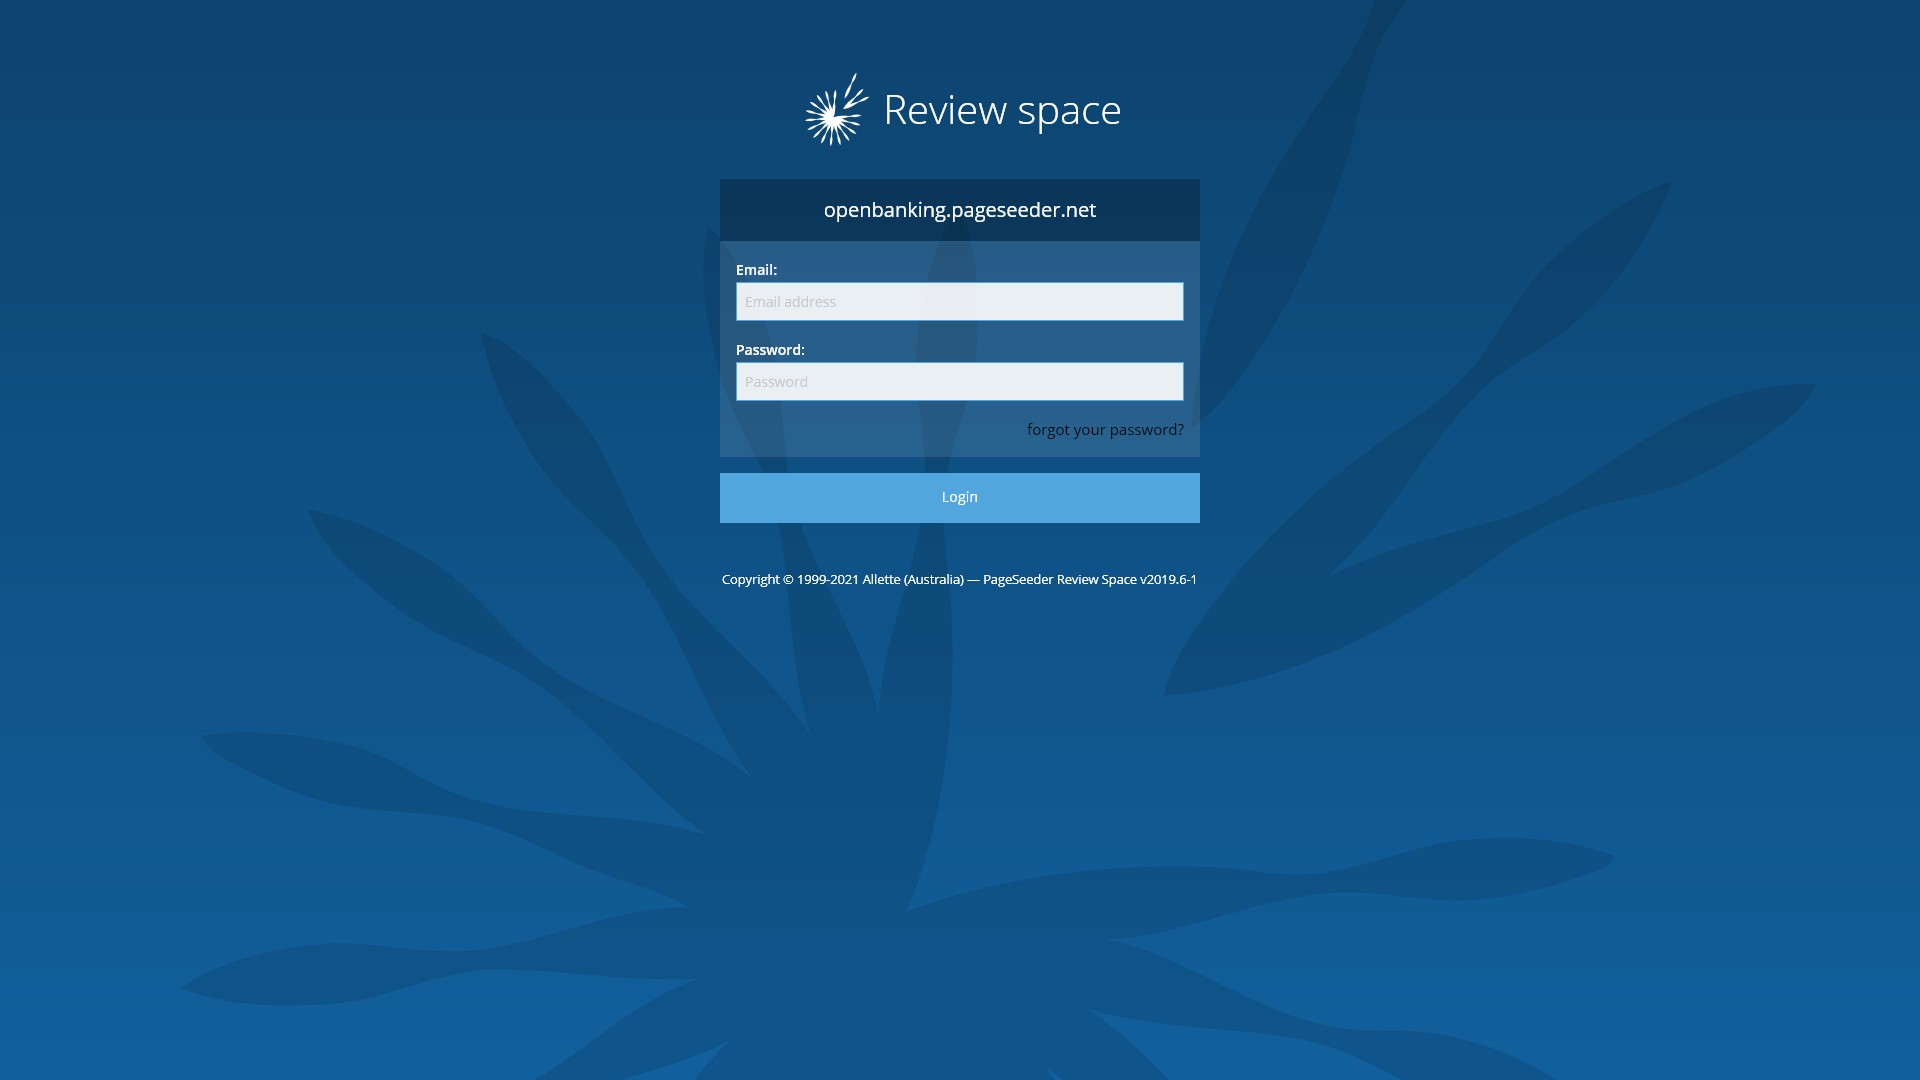 Review space
openbanking.pageseeder.net
Email:
Email address
Password:
Password
forgot your password?
Login
Copyright © 1999-2021 Allette (Australia) — PageSeeder Review Space v2019.6-1